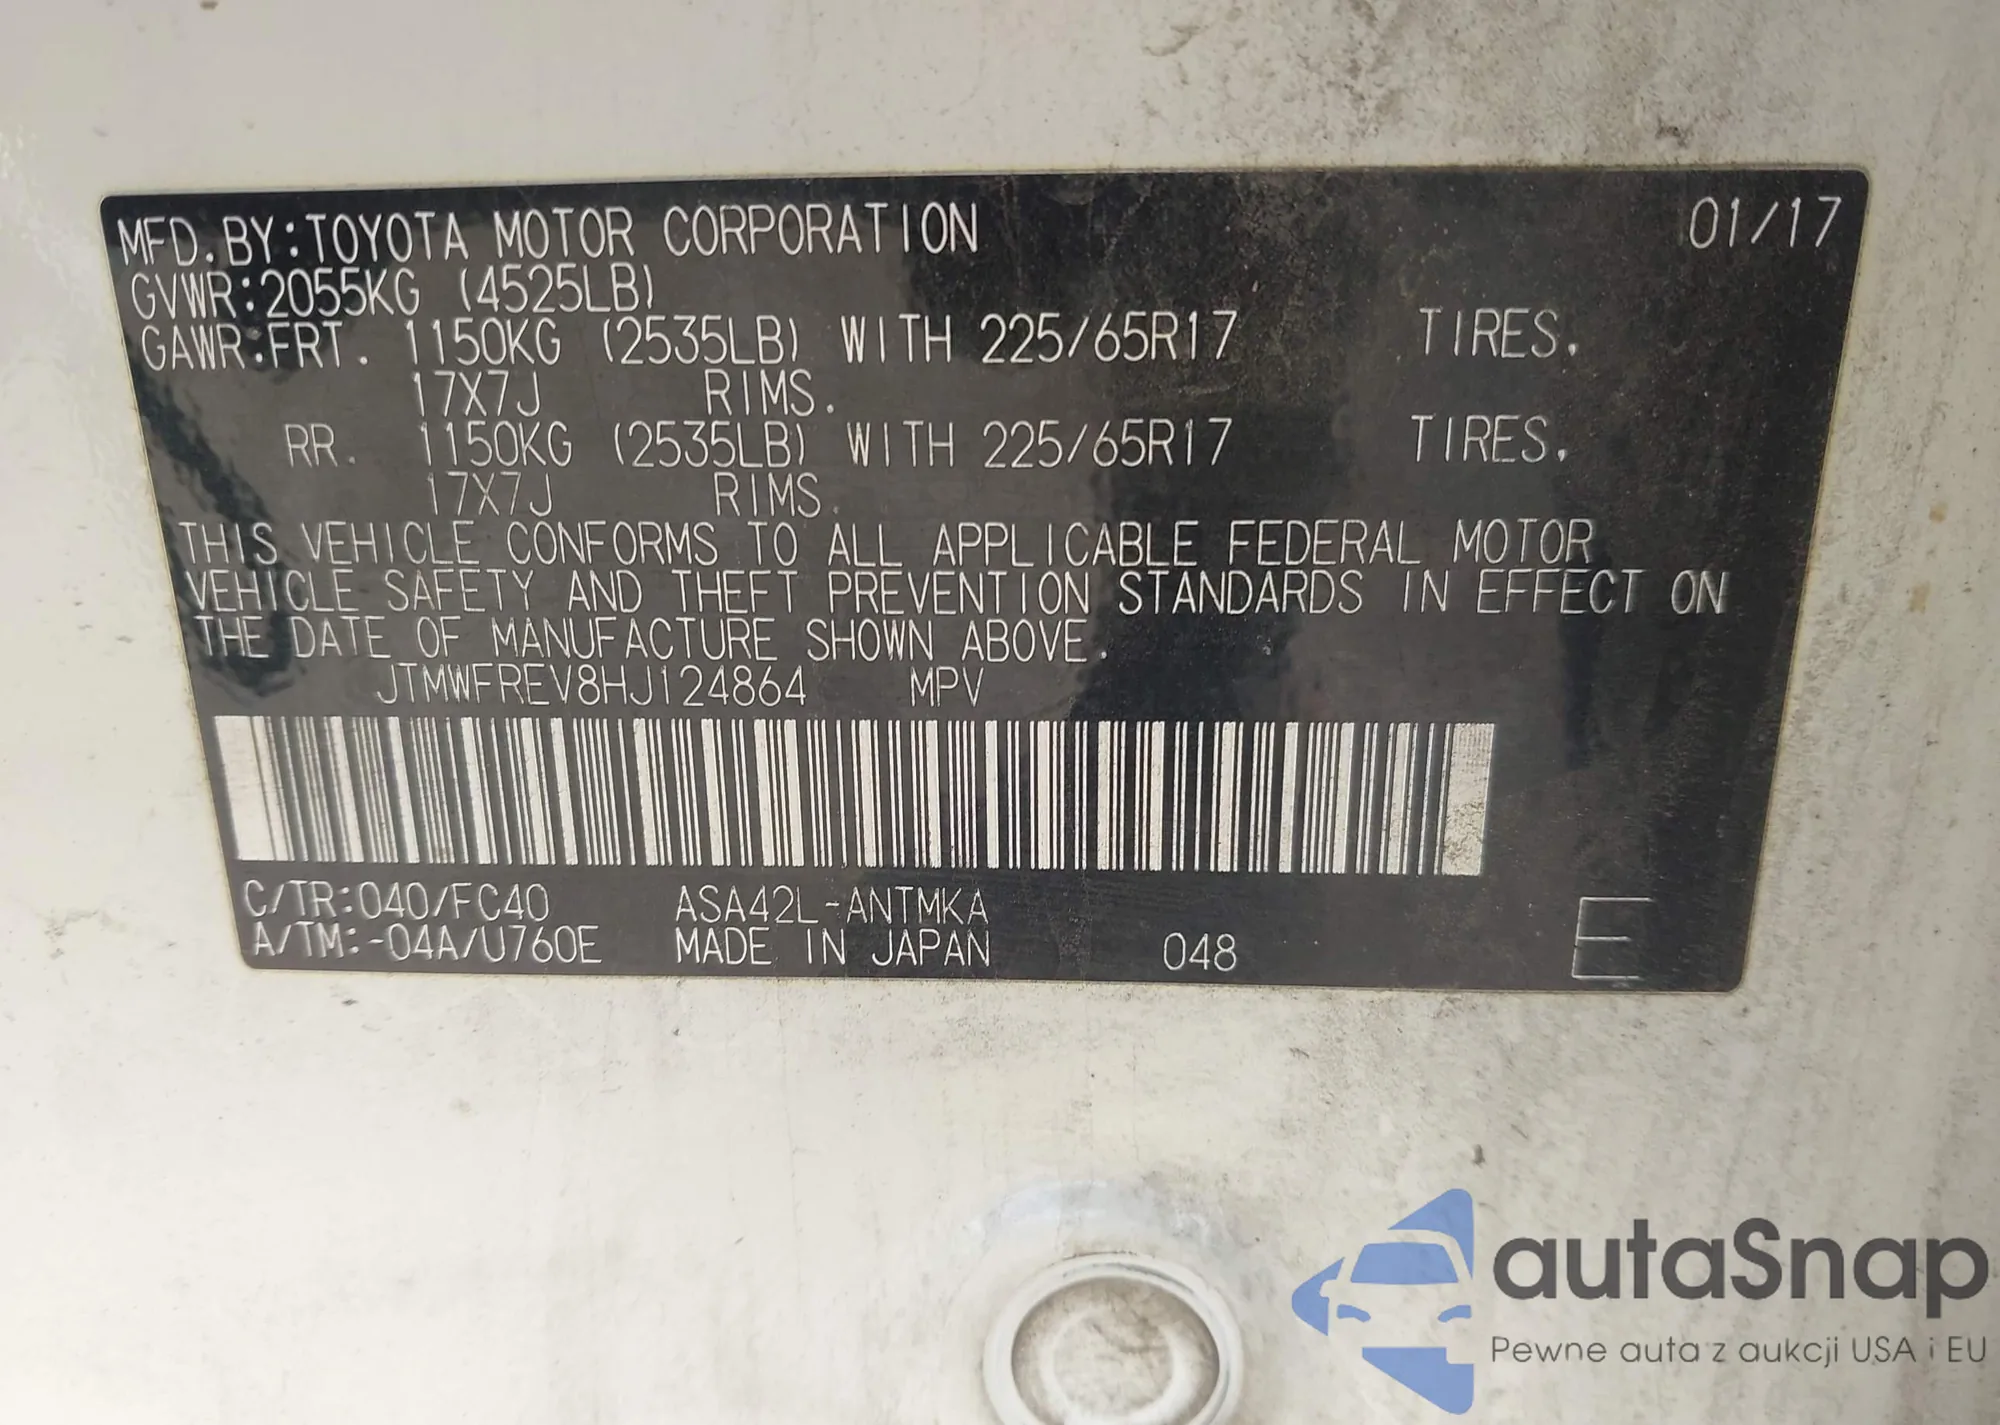 MFD. BY: TOYOTA MOTOR CORPORATION 01/17
GVWR: 2055KG (4525LB)
GAWR: FRT. 1150KG (2535LB) WITH 225/65R17 TIRES.
17X7J RIMS.
RR. 1150KG (2535LB) WITH 225/65R17 TIRES.
17X7J RIMS.
THIS VEHICLE CONFORMS TO ALL APPLICABLE FEDERAL MOTOR
VEHICLE SAFETY AND THEFT PREVENTION STANDARDS IN EFFECT ON
THE DATE OF MANUFACTURE SHOWN ABOVE.
JTMWFREV8HJ124864 MPV
C/TR: 040/FC40 ASA42L-ANTMKA
A/TM: -04A/U760E MADE IN JAPAN 048 E
autaSnap
Pewne auta z aukcji USA i EU